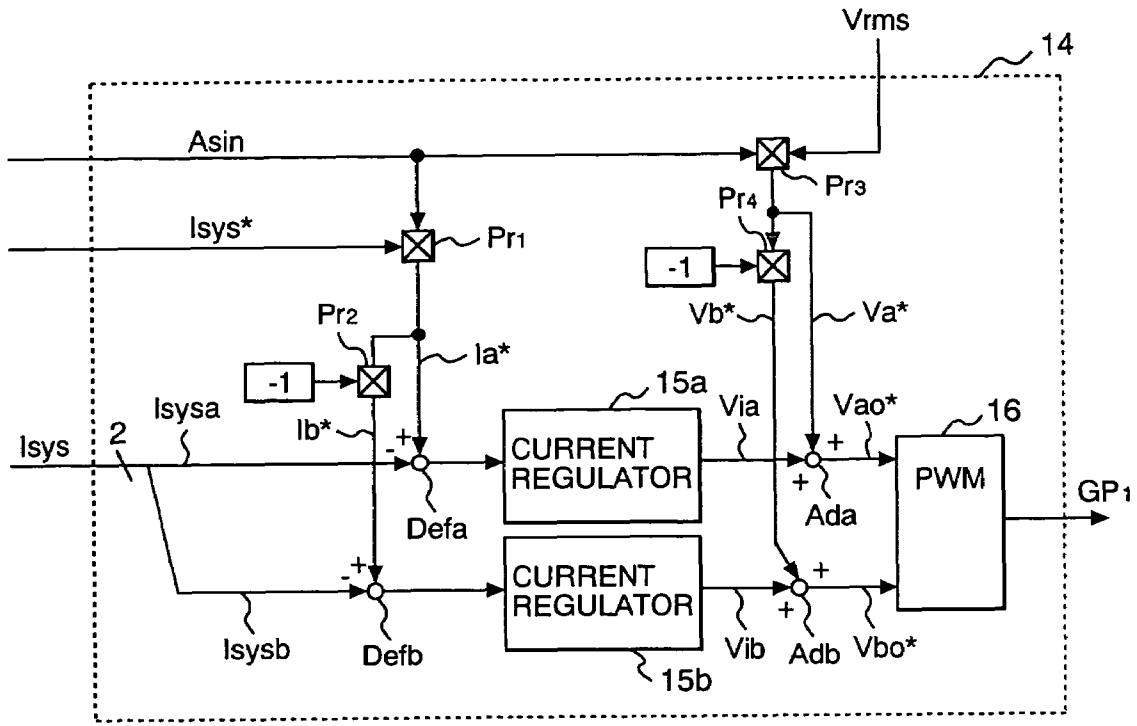 Vrms
14
Asin
Pr3
Pr4
Isys*
Pr1
-1
Vb*
Va*
Pr2
Ia*
-1
15a
Isysa
Via
Vao*
16
Ib*
Isys
2
- +
CURRENT
REGULATOR
+
+
PWM
GP1
Defa
Ada
- +
CURRENT
REGULATOR
+
+
Isysb
Defb
Vib
Adb
Vbo*
15b